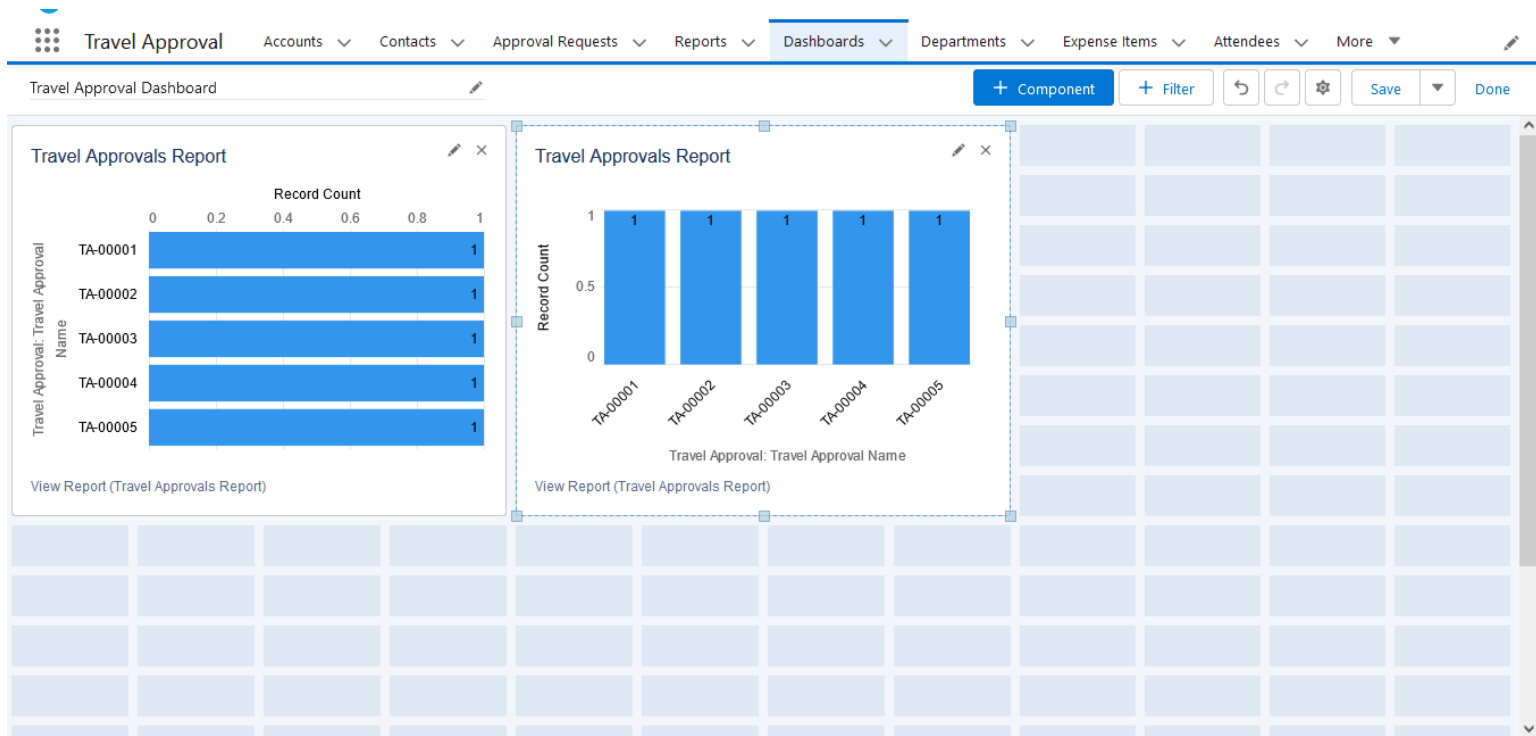 Travel Approval Accounts Contacts Approval Requests Reports Dashboards Departments Expense Items Attendees More
Travel Approval Dashboard + Component + Filter Save Done
Travel Approvals Report
Record Count
0 0.2 0.4 0.6 0.8 1
Travel Approval: Travel Approval Name
TA-00001 1
TA-00002 1
TA-00003 1
TA-00004 1
TA-00005 1
View Report (Travel Approvals Report)
Travel Approvals Report
Record Count
1
0.5
0
1 1 1 1 1
TA-00001 TA-00002 TA-00003 TA-00004 TA-00005
Travel Approval: Travel Approval Name
View Report (Travel Approvals Report)